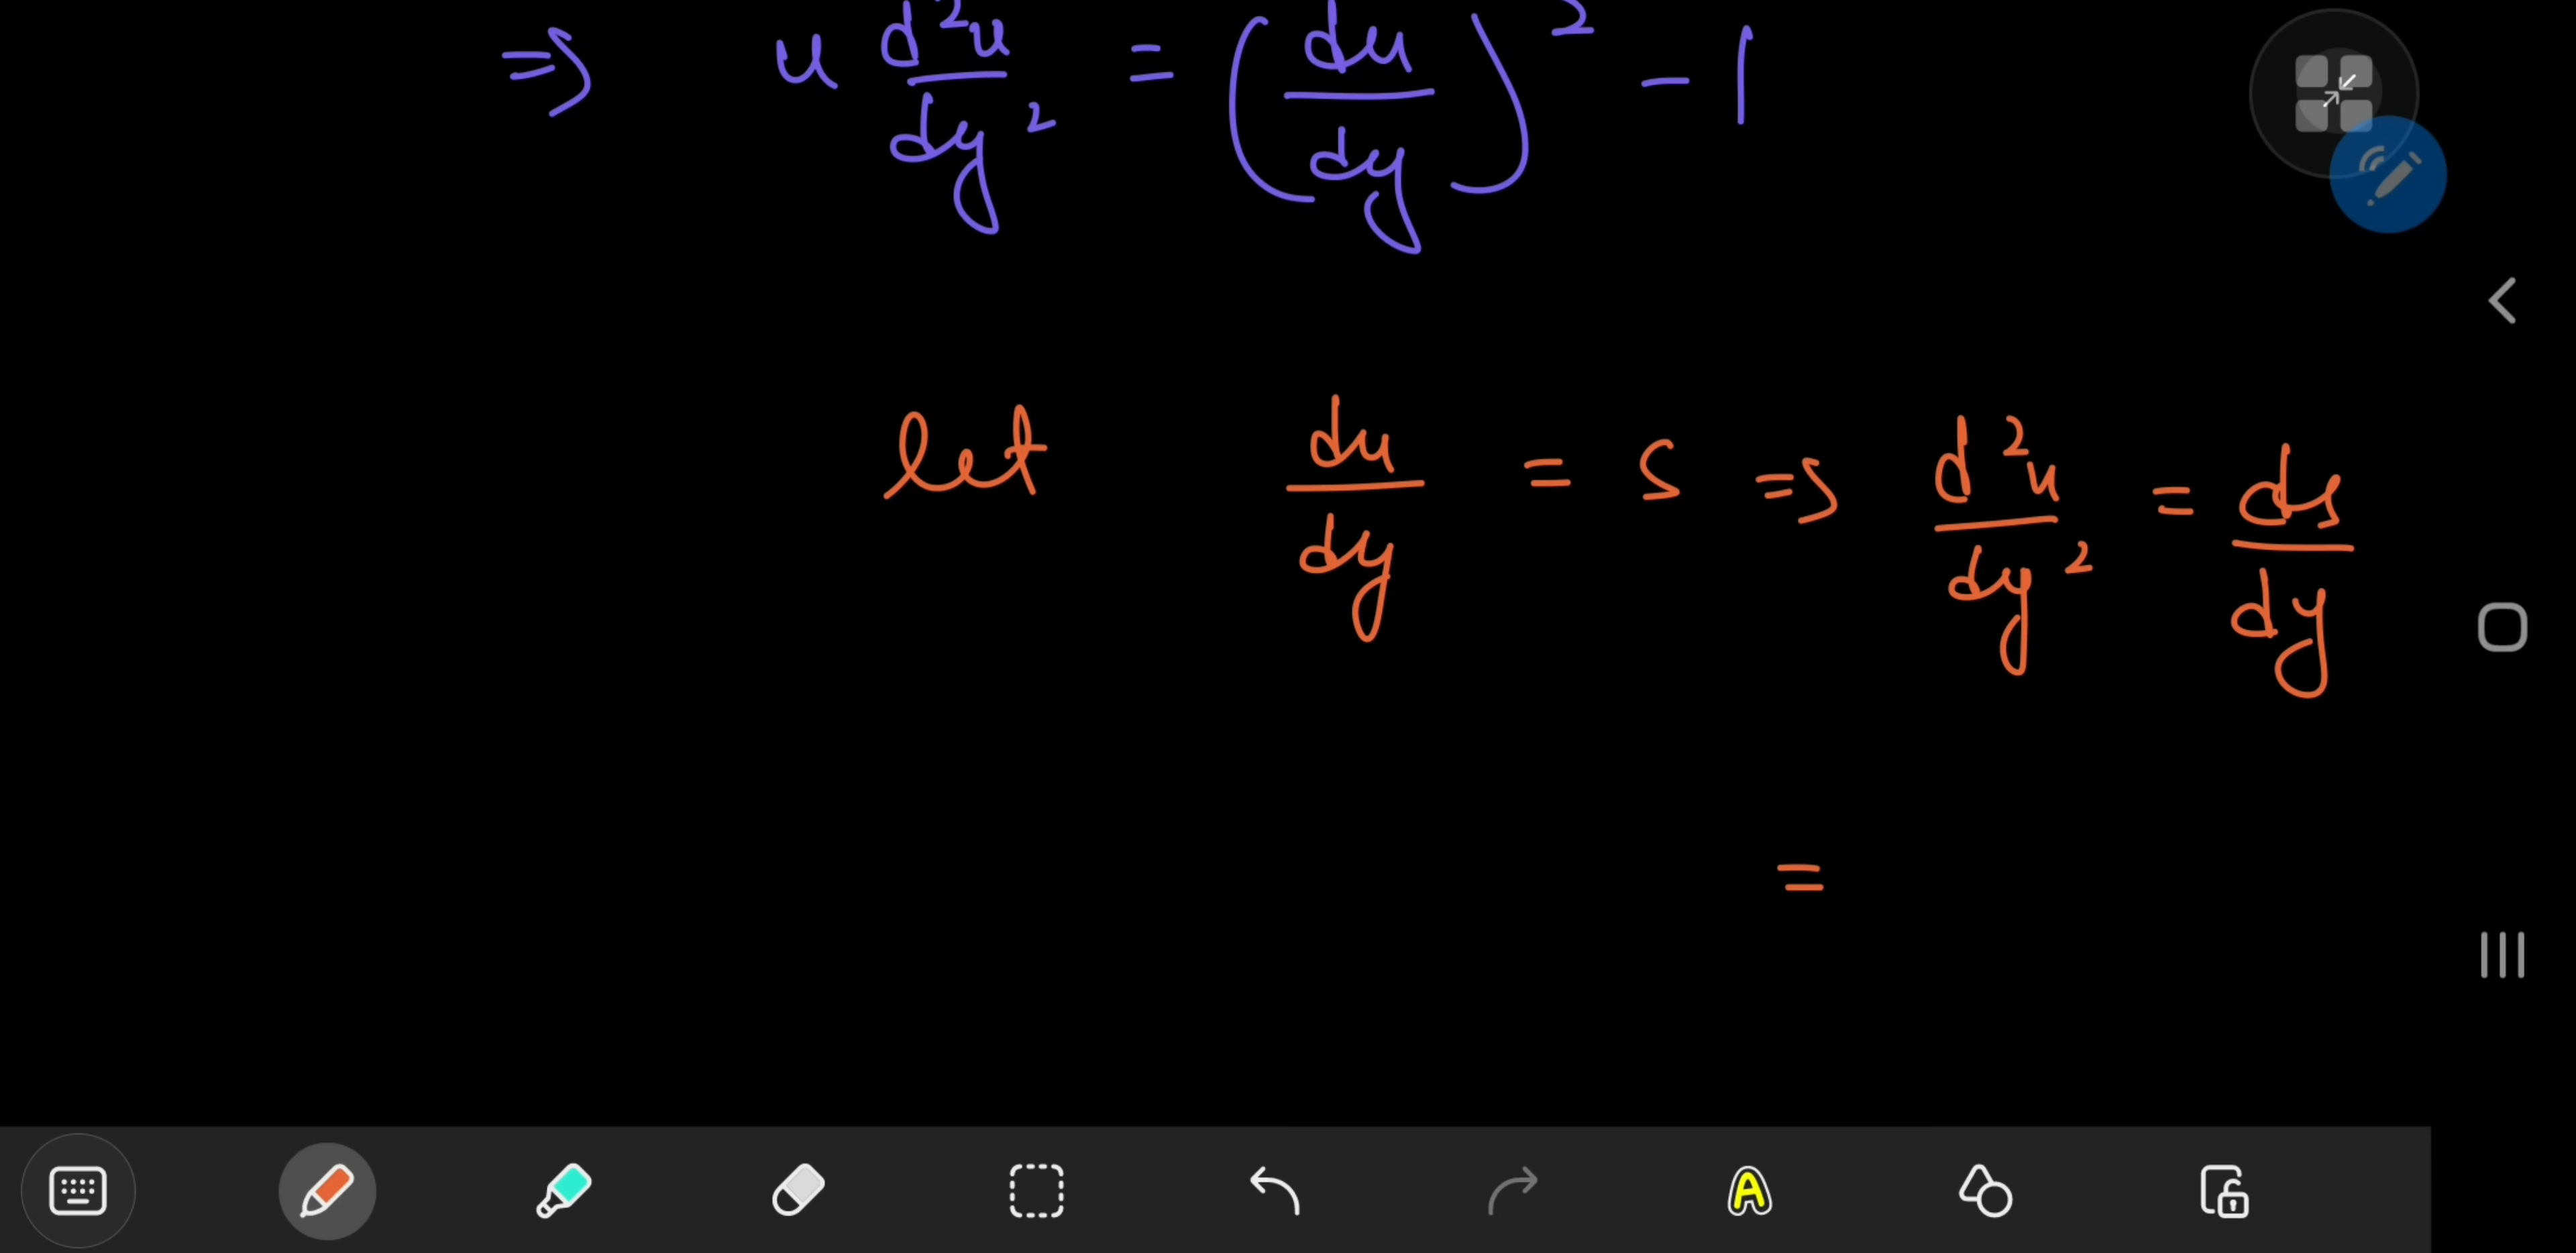 ⇒ u d²u/dy² = (du/dy)² - 1
let du/dy = s ⇒ d²u/dy² = ds/dy
=
A